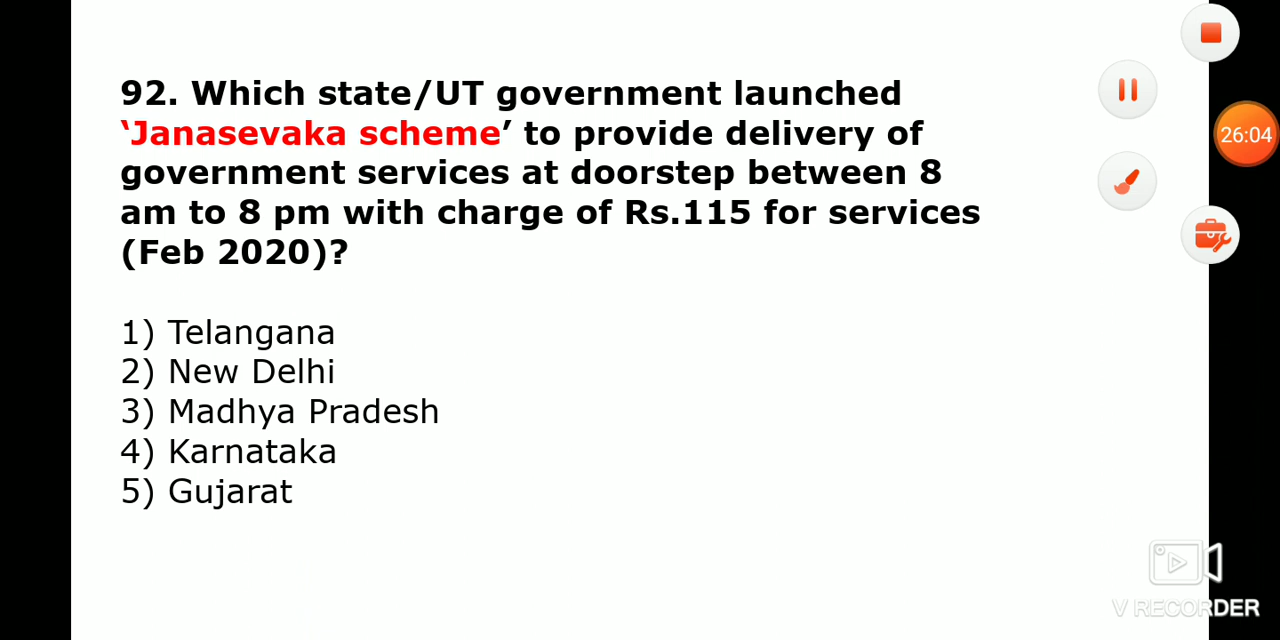 92. Which state/UT government launched
‘Janasevaka scheme’ to provide delivery of
government services at doorstep between 8
am to 8 pm with charge of Rs.115 for services
(Feb 2020)?
1) Telangana
2) New Delhi
3) Madhya Pradesh
4) Karnataka
5) Gujarat
26:04
V RECORDER